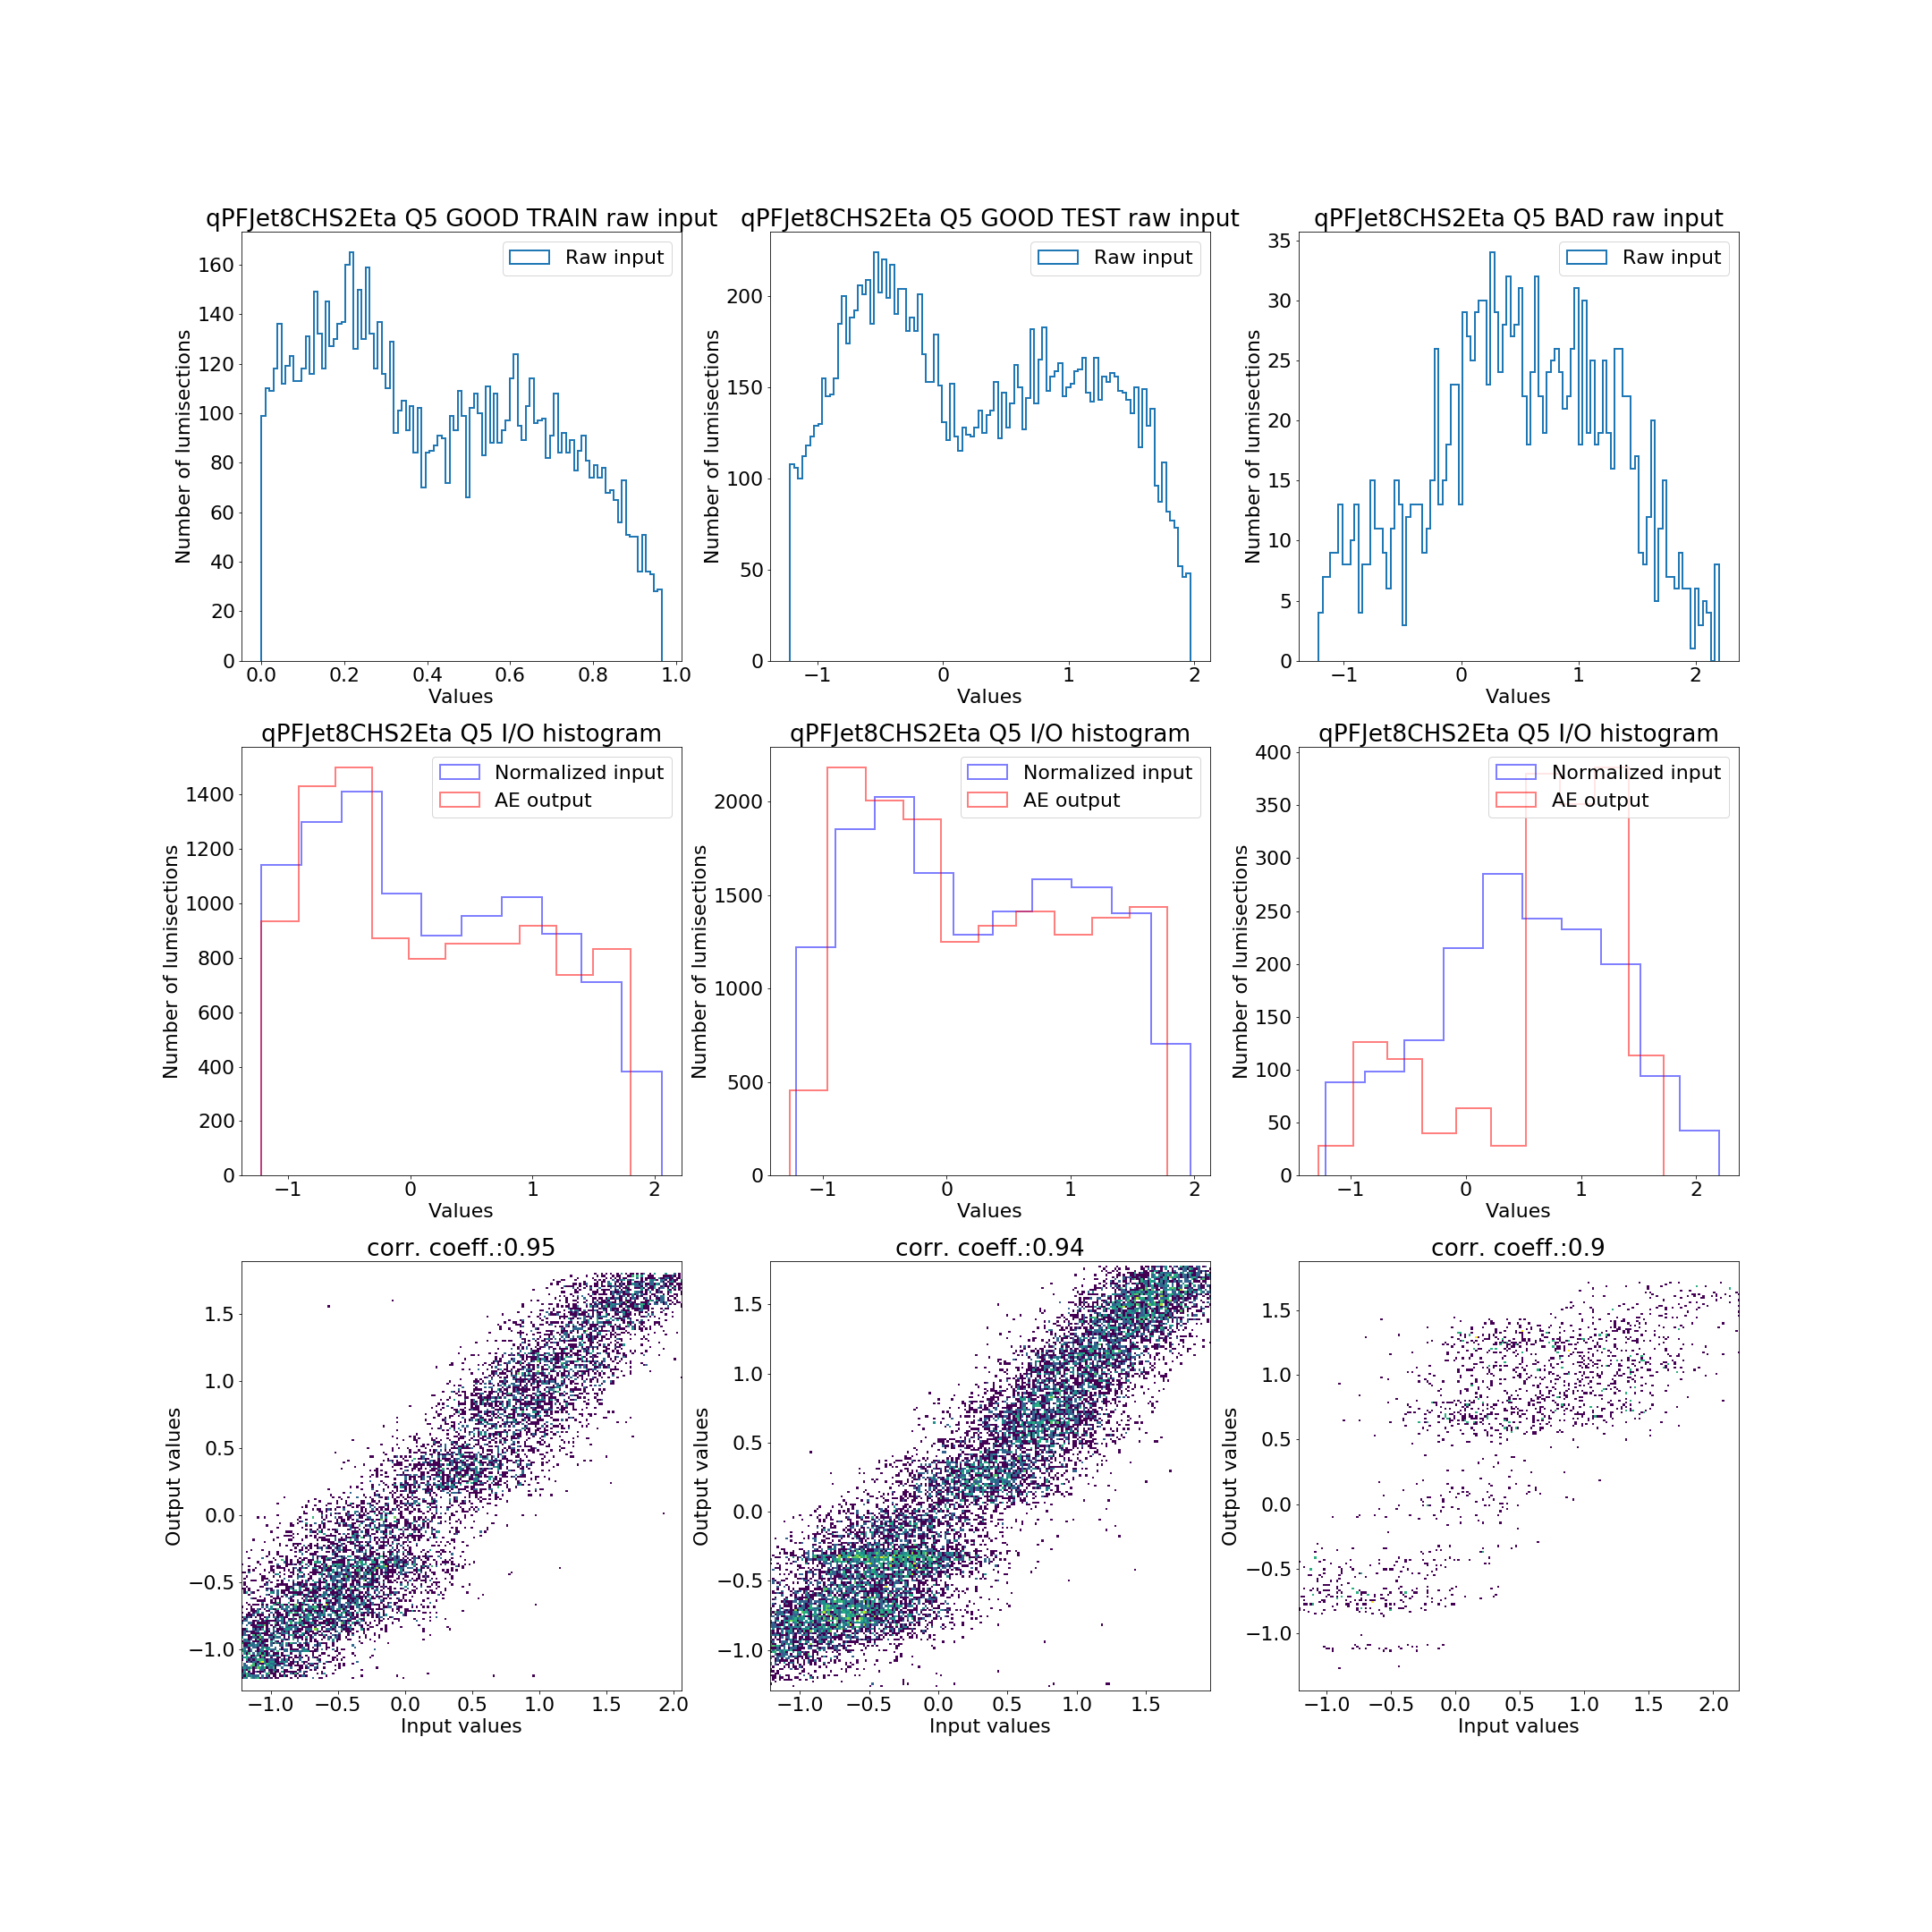 qPFJet8CHS2Eta Q5 GOOD TRAIN raw input
Raw input
160
140
120
100
80
60
40
20
0
Number of lumisections
0.0 0.2 0.4 0.6 0.8 1.0
Values
qPFJet8CHS2Eta Q5 GOOD TEST raw input
Raw input
200
150
100
50
0
Number of lumisections
−1 0 1 2
Values
qPFJet8CHS2Eta Q5 BAD raw input
Raw input
35
30
25
20
15
10
5
0
Number of lumisections
−1 0 1 2
Values
qPFJet8CHS2Eta Q5 I/O histogram
Normalized input
AE output
1400
1200
1000
800
600
400
200
0
Number of lumisections
−1 0 1 2
Values
qPFJet8CHS2Eta Q5 I/O histogram
Normalized input
AE output
2000
1500
1000
500
0
Number of lumisections
−1 0 1 2
Values
qPFJet8CHS2Eta Q5 I/O histogram
Normalized input
AE output
400
350
300
250
200
150
100
50
0
Number of lumisections
−1 0 1 2
Values
corr. coeff.:0.95
1.5
1.0
0.5
0.0
−0.5
−1.0
Output values
−1.0 −0.5 0.0 0.5 1.0 1.5 2.0
Input values
corr. coeff.:0.94
1.5
1.0
0.5
0.0
−0.5
−1.0
Output values
−1.0 −0.5 0.0 0.5 1.0 1.5
Input values
corr. coeff.:0.9
1.5
1.0
0.5
0.0
−0.5
−1.0
Output values
−1.0 −0.5 0.0 0.5 1.0 1.5 2.0
Input values